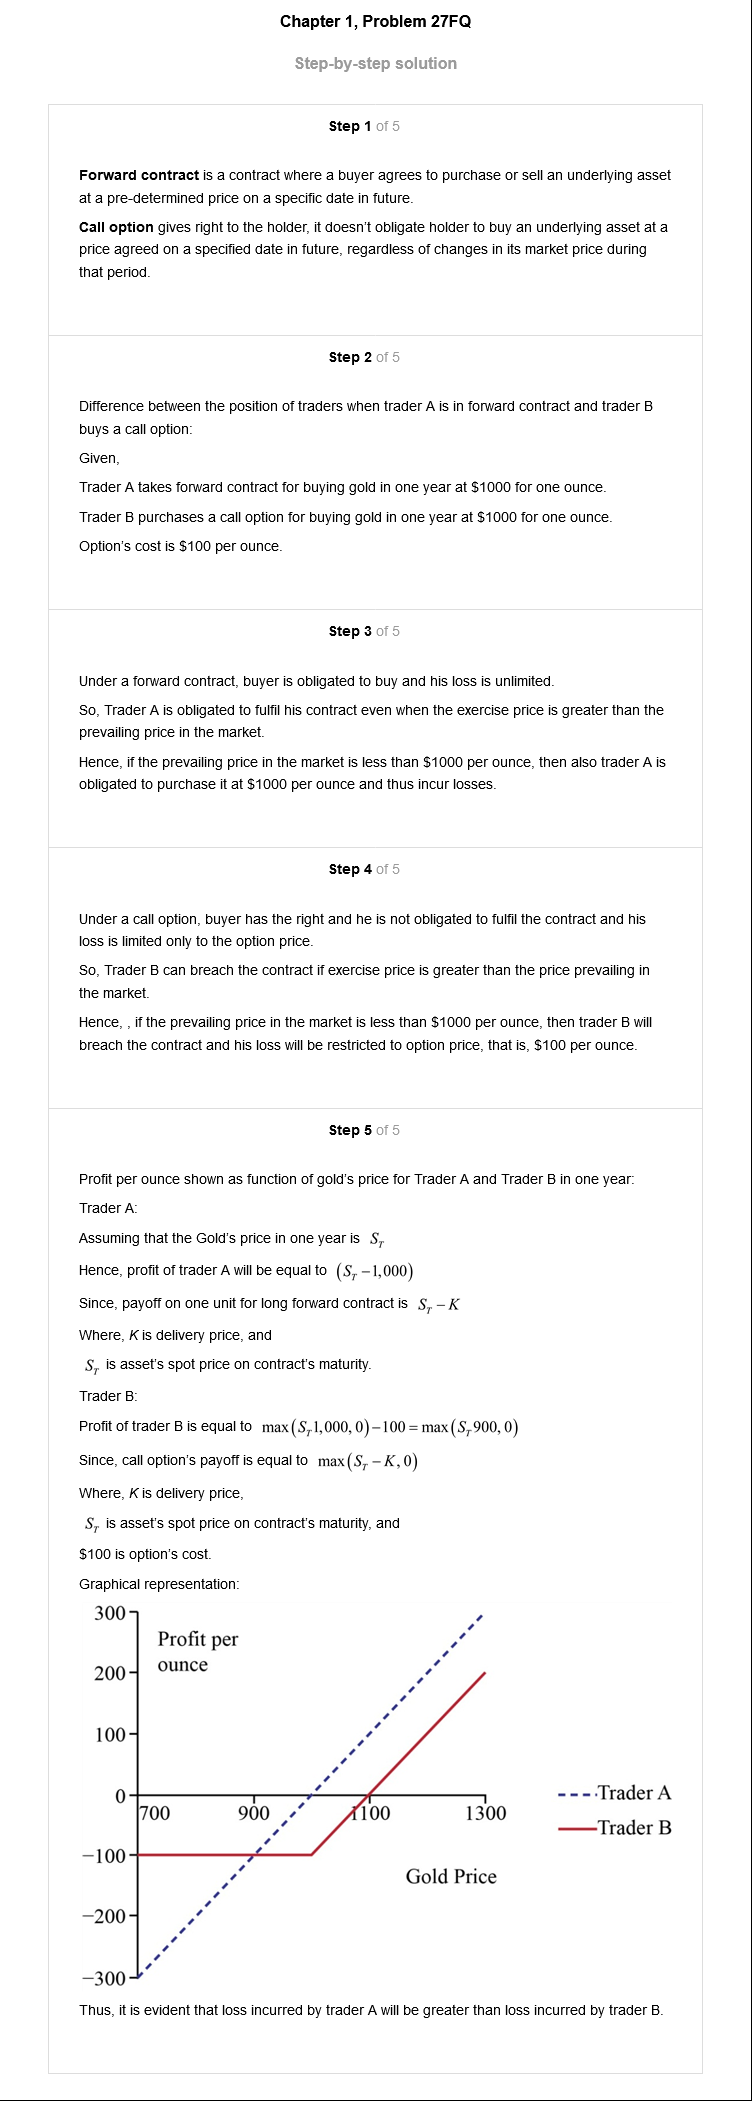 Chapter 1, Problem 27FQ
Step-by-step solution
Step 1 of 5
Forward contract is a contract where a buyer agrees to purchase or sell an underlying asset
at a pre-determined price on a specific date in future.
Call option gives right to the holder, it doesn't obligate holder to buy an underlying asset at a
price agreed on a specified date in future, regardless of changes in its market price during
that period.
Step 2 of 5
Difference between the position of traders when trader A is in forward contract and trader B
buys a call option:
Given,
Trader A takes forward contract for buying gold in one year at $1000 for one ounce.
Trader B purchases a call option for buying gold in one year at $1000 for one ounce.
Option's cost is $100 per ounce.
Step 3 of 5
Under a forward contract, buyer is obligated to buy and his loss is unlimited.
So, Trader A is obligated to fulfil his contract even when the exercise price is greater than the
prevailing price in the market.
Hence, if the prevailing price in the market is less than $1000 per ounce, then also trader A is
obligated to purchase it at $1000 per ounce and thus incur losses.
Step 4 of 5
Under a call option, buyer has the right and he is not obligated to fulfil the contract and his
loss is limited only to the option price.
So, Trader B can breach the contract if exercise price is greater than the price prevailing in
the market.
Hence, , if the prevailing price in the market is less than $1000 per ounce, then trader B will
breach the contract and his loss will be restricted to option price, that is, $100 per ounce.
Step 5 of 5
Profit per ounce shown as function of gold's price for Trader A and Trader B in one year:
Trader A:
Assuming that the Gold's price in one year is S_T
Hence, profit of trader A will be equal to (S_T − 1,000)
Since, payoff on one unit for long forward contract is S_T − K
Where, K is delivery price, and
S_T is asset's spot price on contract's maturity.
Trader B:
Profit of trader B is equal to max(S_T 1,000, 0) − 100 = max(S_T 900, 0)
Since, call option's payoff is equal to max(S_T − K, 0)
Where, K is delivery price,
S_T is asset's spot price on contract's maturity, and
$100 is option's cost.
Graphical representation:
300
Profit per
ounce
200
100
0
700 900 1100 1300
Trader A
Trader B
−100
Gold Price
−200
−300
Thus, it is evident that loss incurred by trader A will be greater than loss incurred by trader B.